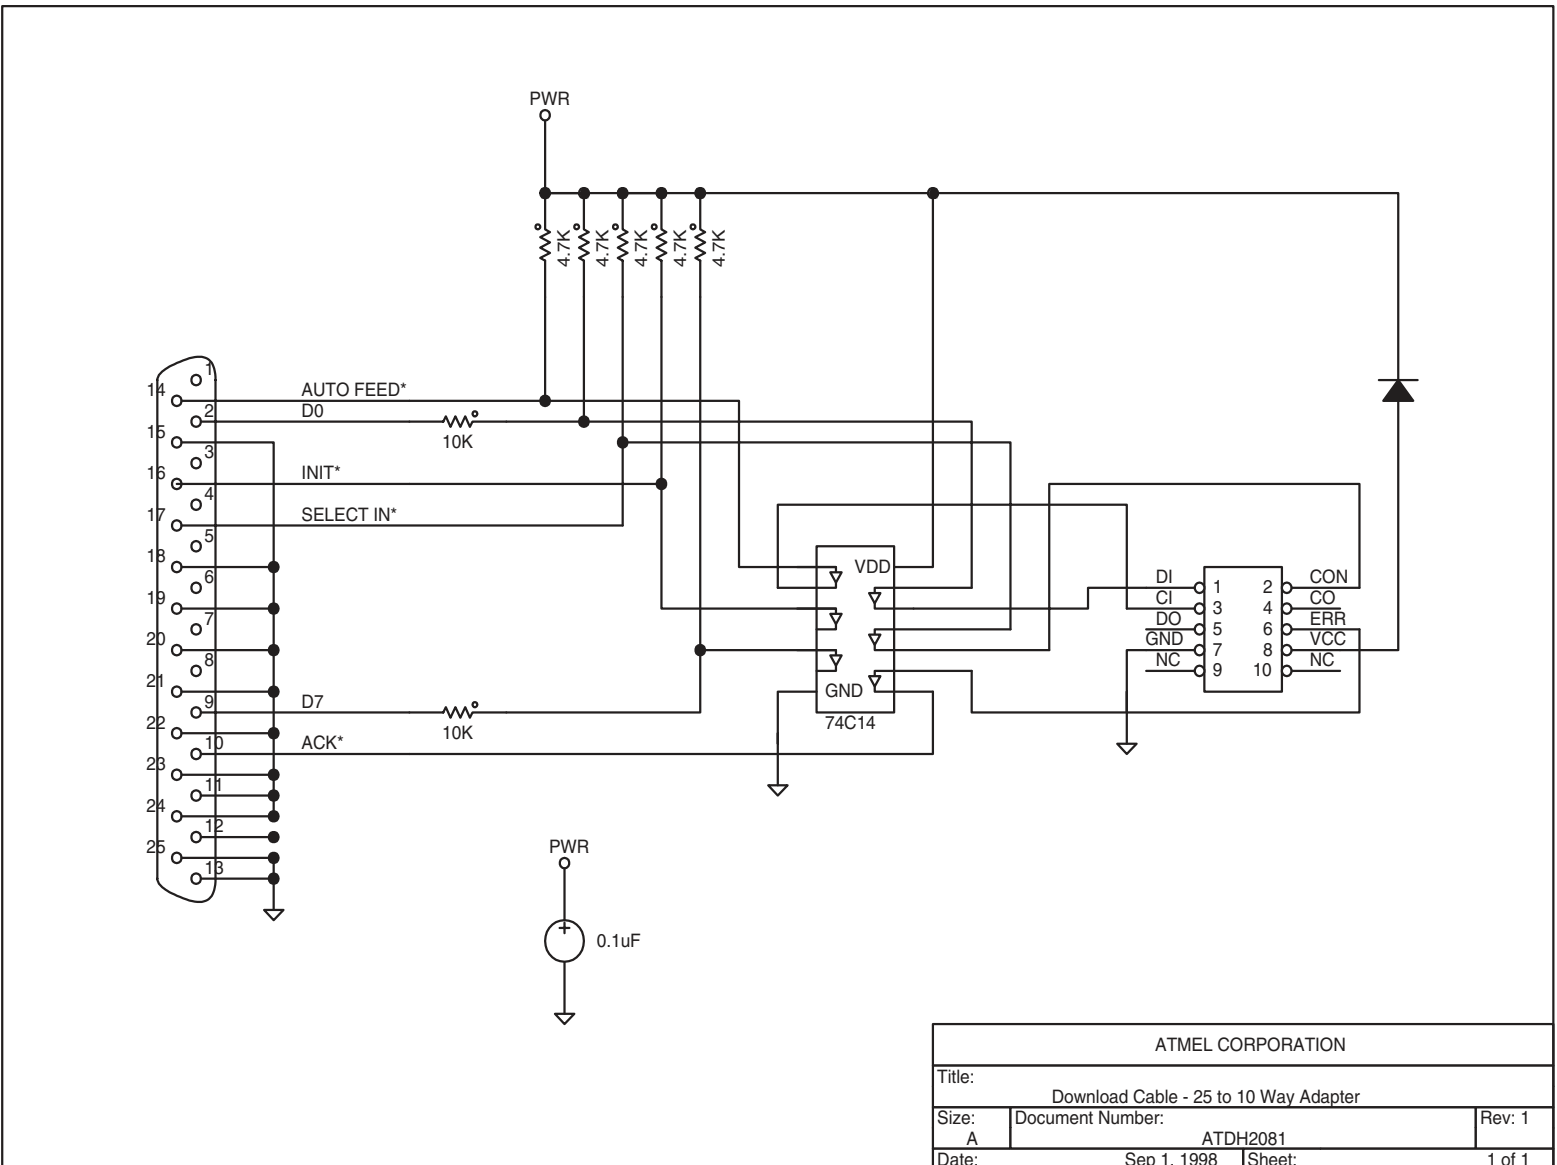 PWR
4.7K
4.7K
4.7K
4.7K
4.7K
1
14
AUTO FEED*
2
D0
10K
15
3
16
INIT*
4
17
SELECT IN*
5
18
6
19
7
20
8
21
9
D7
10K
22
10
ACK*
23
11
24
12
25
13
VDD
GND
74C14
DI 1 2 CON
CI 3 4 CO
DO 5 6 ERR
GND 7 8 VCC
NC 9 10 NC
PWR
+
0.1uF
ATMEL CORPORATION
Title:
Download Cable - 25 to 10 Way Adapter
Size: Document Number: Rev: 1
A ATDH2081
Date: Sep 1, 1998 Sheet: 1 of 1